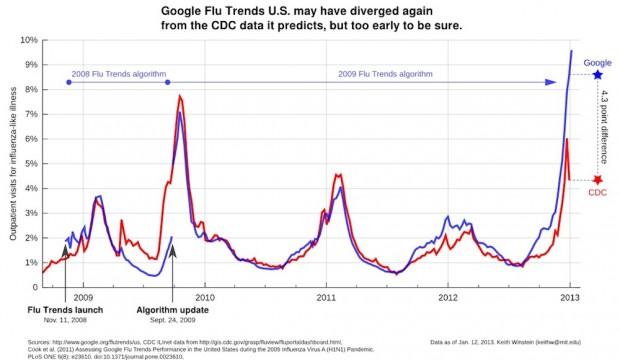 Google Flu Trends U.S. may have diverged again
from the CDC data it predicts, but too early to be sure.
10%
9%
8%
7%
6%
5%
4%
3%
2%
1%
0
Outpatient visits for influenza-like illness
2008 Flu Trends algorithm
2009 Flu Trends algorithm
Google
4.3 point difference
CDC
2009
2010
2011
2012
2013
Flu Trends launch
Nov. 11, 2008
Algorithm update
Sept. 24, 2009
Sources: http://www.google.org/flutrends/us, CDC ILInet data from http://gis.cdc.gov/grasp/fluview/fluportaldashboard.html,
Cook et al. (2011) Assessing Google Flu Trends Performance in the United States during the 2009 Influenza Virus A (H1N1) Pandemic.
PLoS ONE 6(8): e23610. doi:10.1371/journal.pone.0023610.
Data as of Jan. 12, 2013. Keith Winstein (keithw@mit.edu)